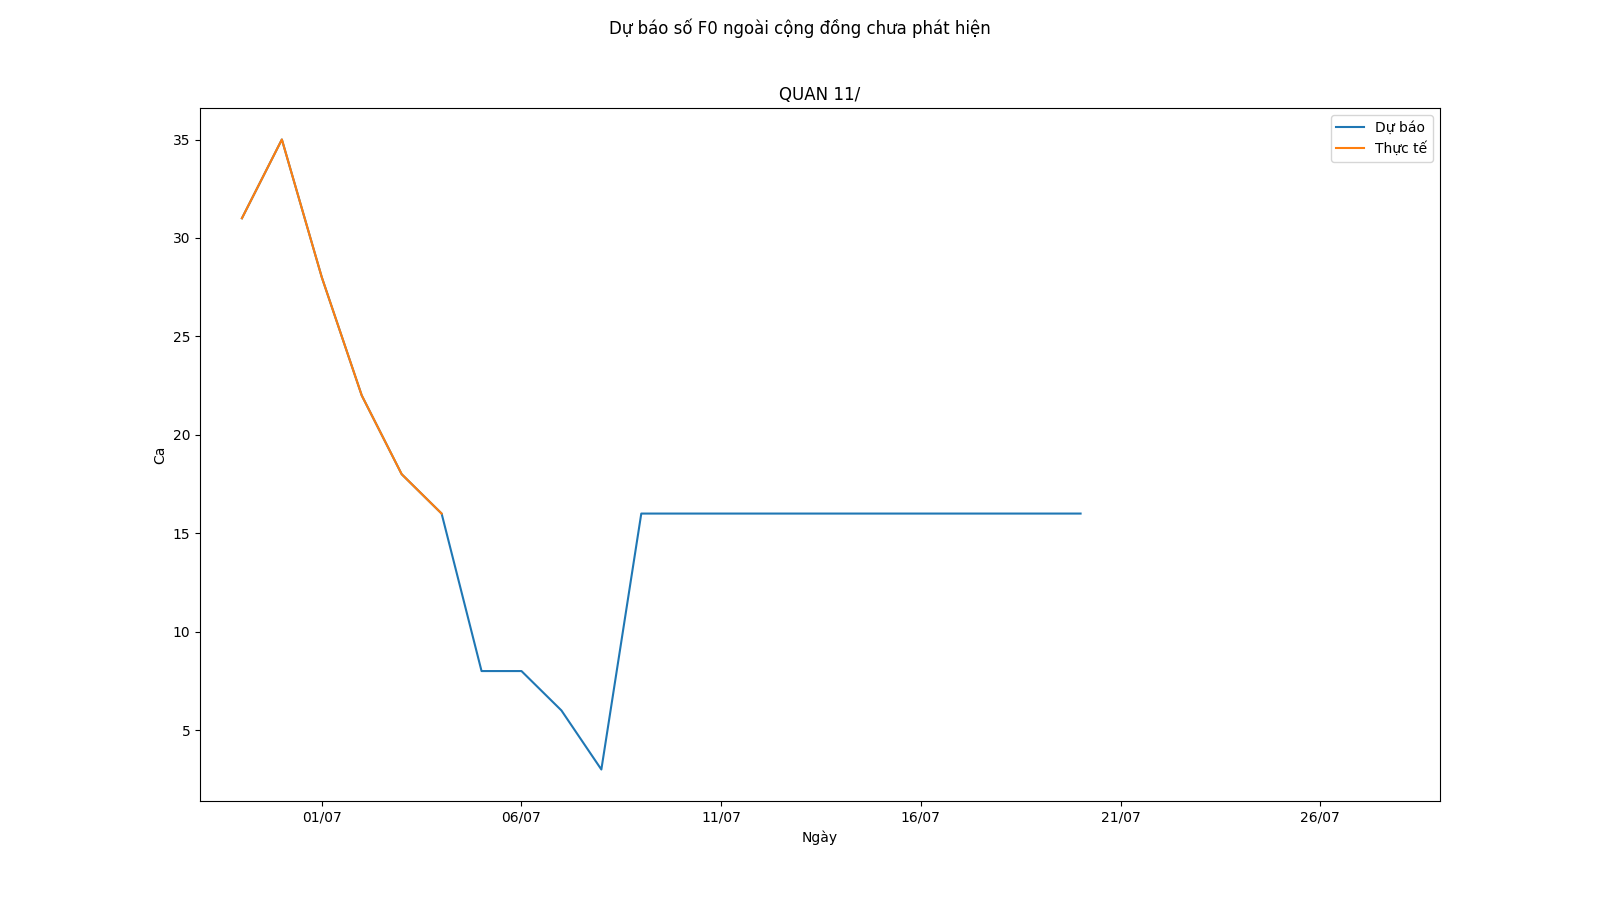 Dự báo số F0 ngoài cộng đồng chưa phát hiện
QUAN 11/
Dự báo
Thực tế
35
30
25
20
15
10
5
Ca
01/07 06/07 11/07 16/07 21/07 26/07
Ngày